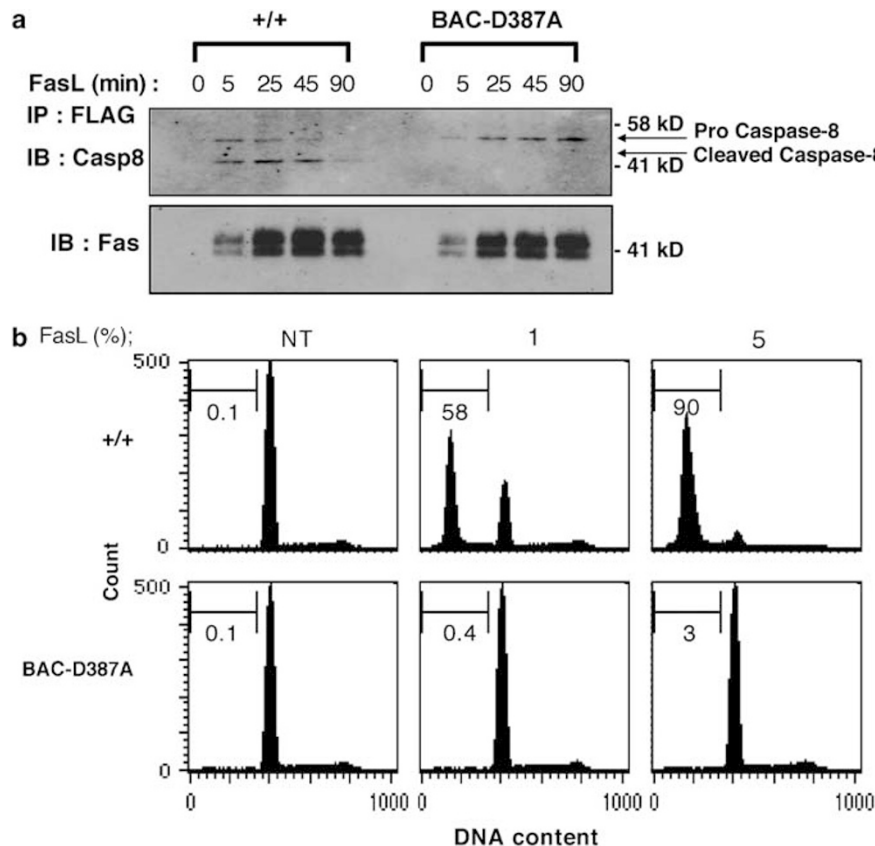 a
+/+ BAC-D387A
FasL (min) : 0 5 25 45 90 0 5 25 45 90
IP : FLAG
- 58 kD
Pro Caspase-8
IB : Casp8
Cleaved Caspase-8
- 41 kD
IB : Fas
- 41 kD
b FasL (%); NT 1 5
500
0.1 58 90
+/+
0
Count
500
0.1 0.4 3
BAC-D387A
0
0 1000 0 1000 0 1000
DNA content